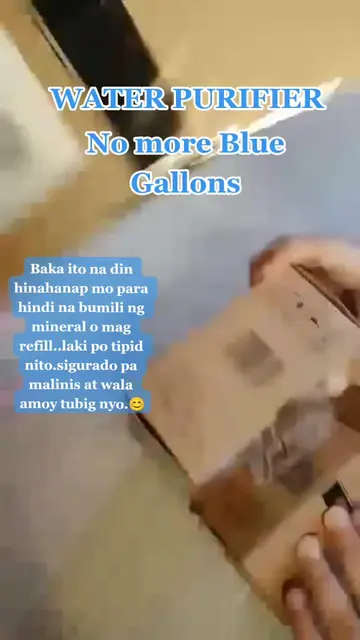 WATER PURIFIER
No more Blue
Gallons
Baka ito na din
hinahanap mo para
hindi na bumili ng
mineral o mag
refill..laki po tipid
nito.sigurado pa
malinis at wala
amoy tubig nyo.😊